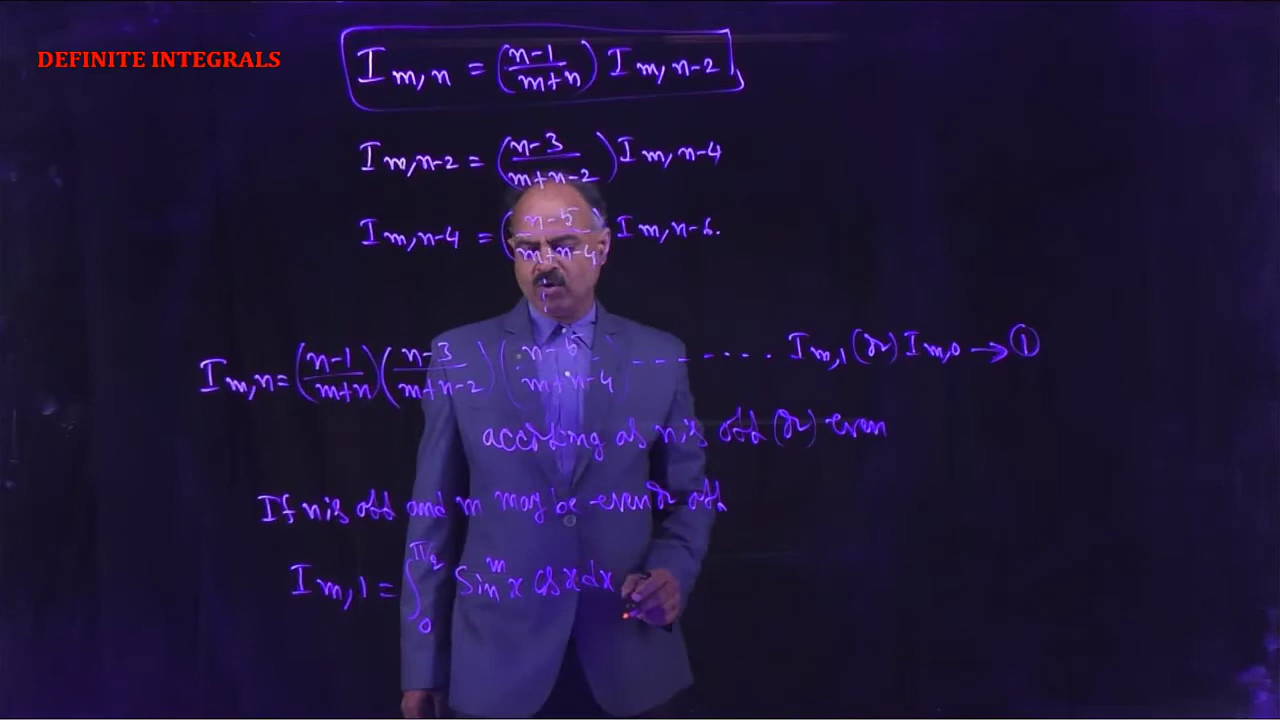 DEFINITE INTEGRALS
I m,n = (n-1/m+n) I m,n-2
I m,n-2 = (n-3/m+n-2) I m,n-4
I m,n-4 = (n-5/m+n-4) I m,n-6.
I m,n = (n-1/m+n)(n-3/m+n-2)(n-5/m+n-4) -------- I m,1 (or) I m,0 → ①
according as n is odd (or) even
If n is odd and m may be even or odd
I m,1 = ∫₀^π/2 Sin^m x cos x dx